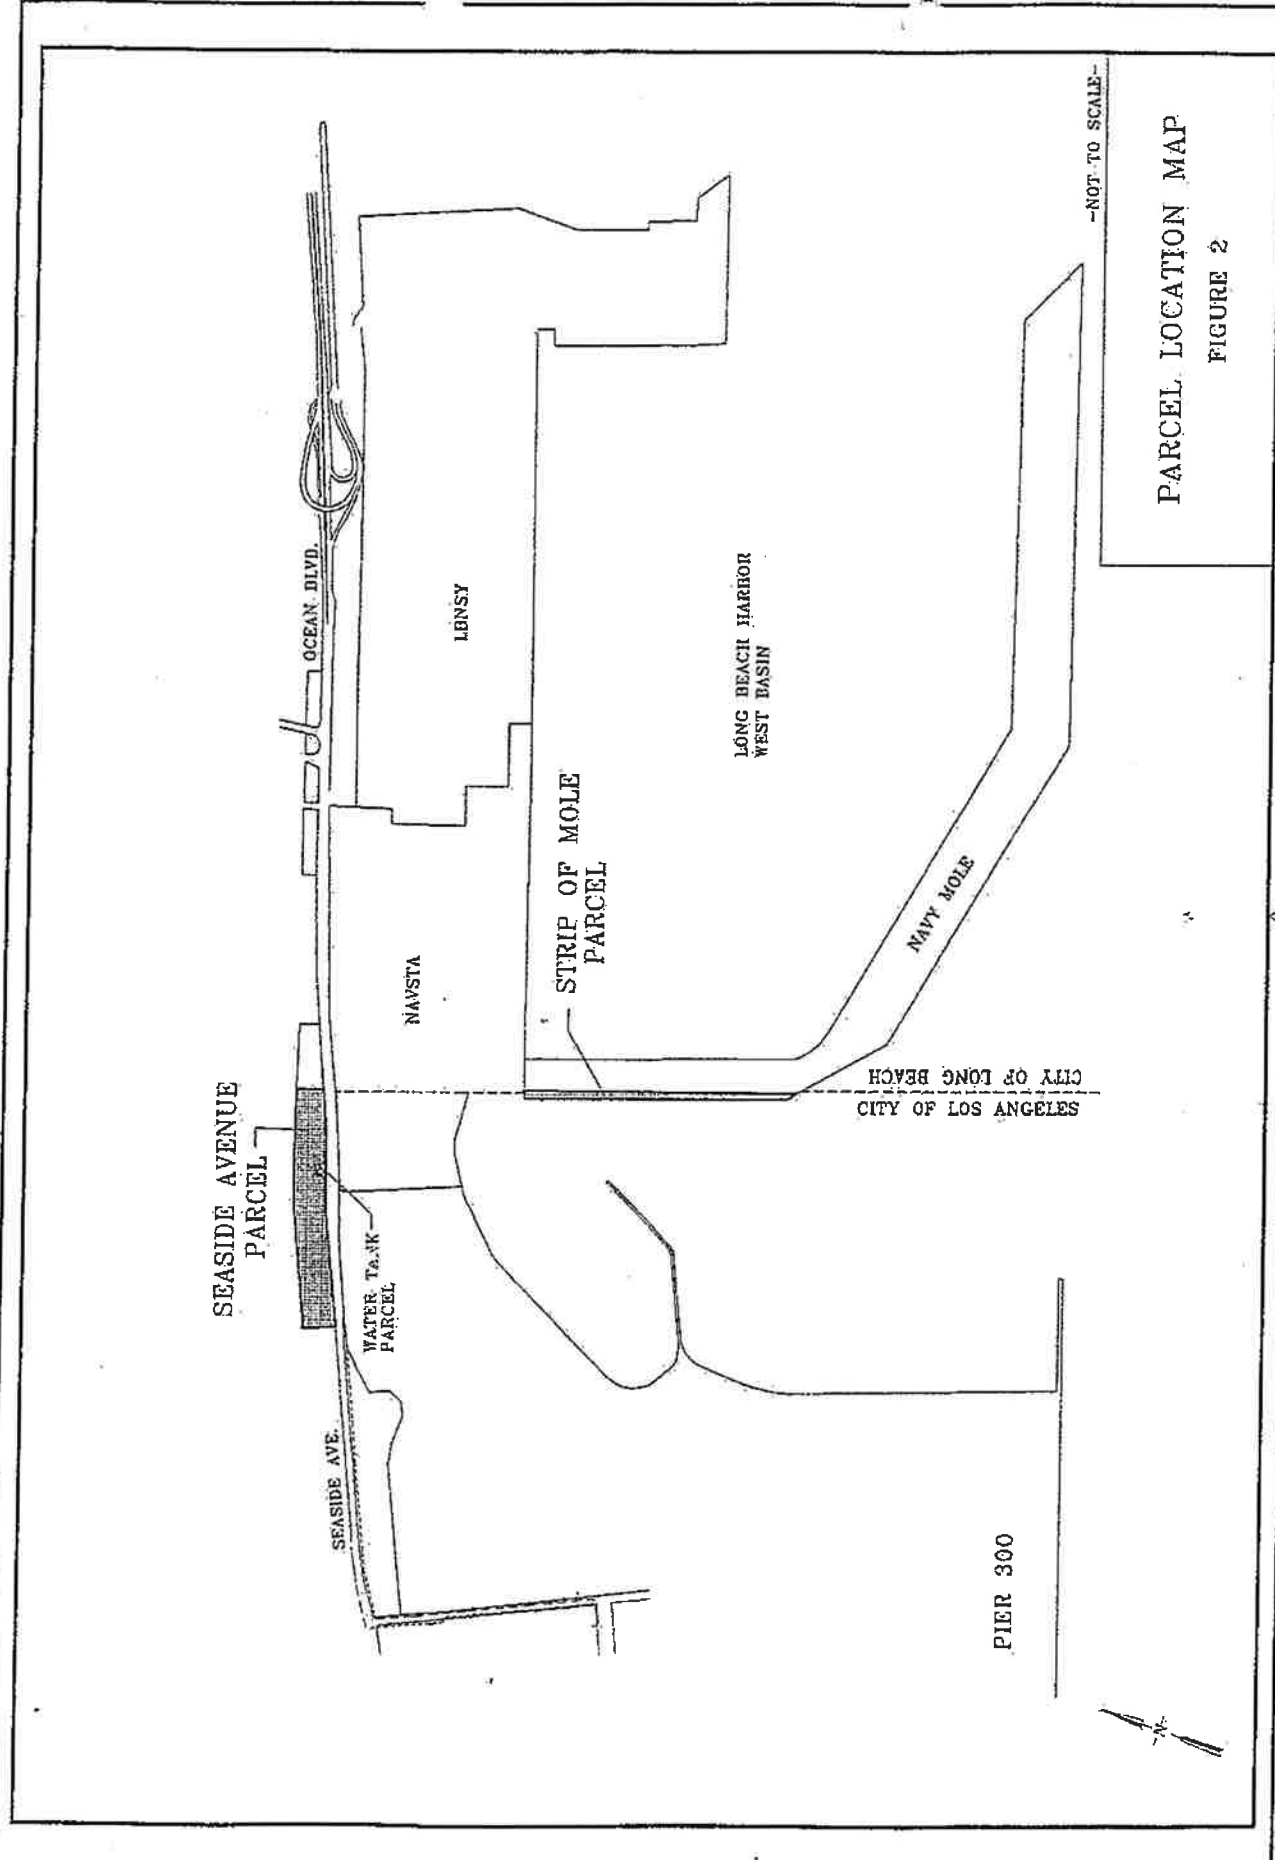 OCEAN BLVD.
LBNSY
NAVSTA
SEASIDE AVENUE
PARCEL
WATER TANK
PARCEL
SEASIDE AVE.
STRIP OF MOLE
PARCEL
LONG BEACH HARBOR
WEST BASIN
NAVY MOLE
CITY OF LONG BEACH
CITY OF LOS ANGELES
PIER 300
-N-
-NOT TO SCALE-
PARCEL LOCATION MAP
FIGURE 2